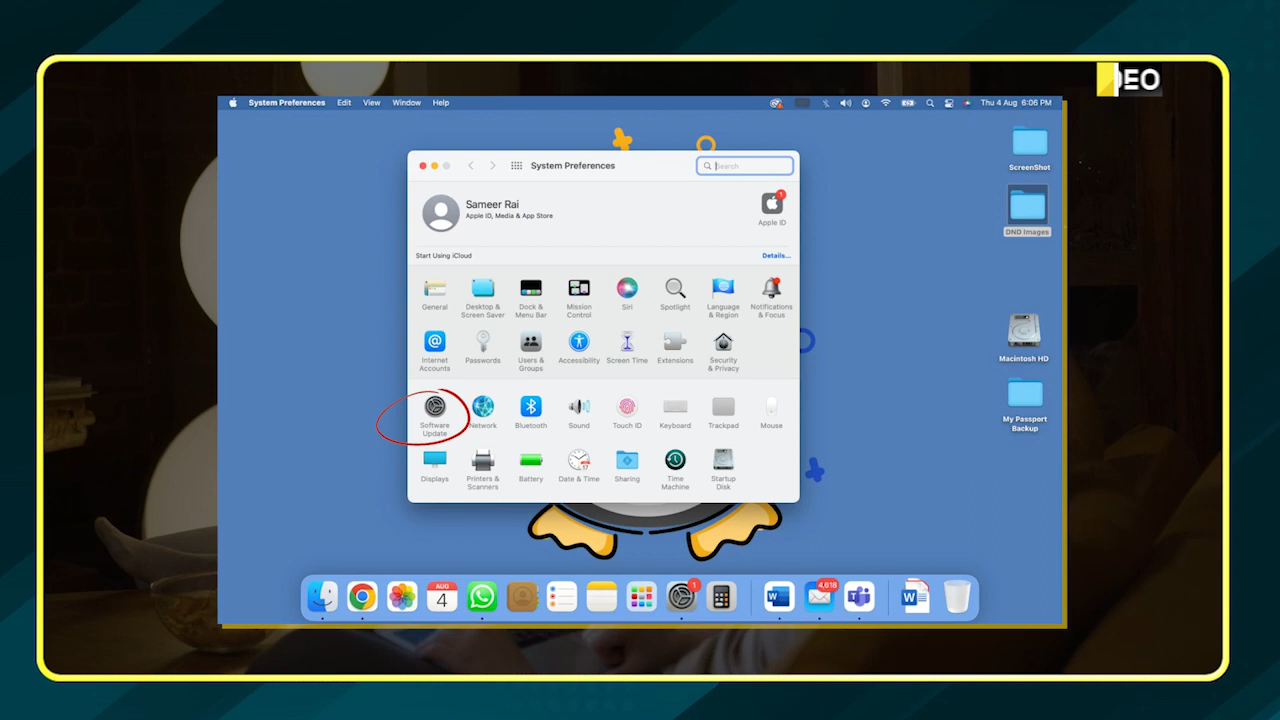 DEO
System Preferences Edit View Window Help
Thu 4 Aug 6:06 PM
System Preferences
Search
Sameer Rai
Apple ID, Media & App Store
1
Apple ID
Start Using iCloud
Details...
General
Desktop &
Screen Saver
Dock &
Menu Bar
Mission
Control
Siri
Spotlight
Language
& Region
Notifications
& Focus
@
Internet
Accounts
Passwords
Users &
Groups
Accessibility
Screen Time
Extensions
Security
& Privacy
Software
Update
Network
Bluetooth
Sound
Touch ID
Keyboard
Trackpad
Mouse
Displays
Printers &
Scanners
Battery
17
Date & Time
Sharing
Time
Machine
Startup
Disk
ScreenShot
DND Images
Macintosh HD
My Passport
Backup
AUG
4
1
W
4,018
T
W